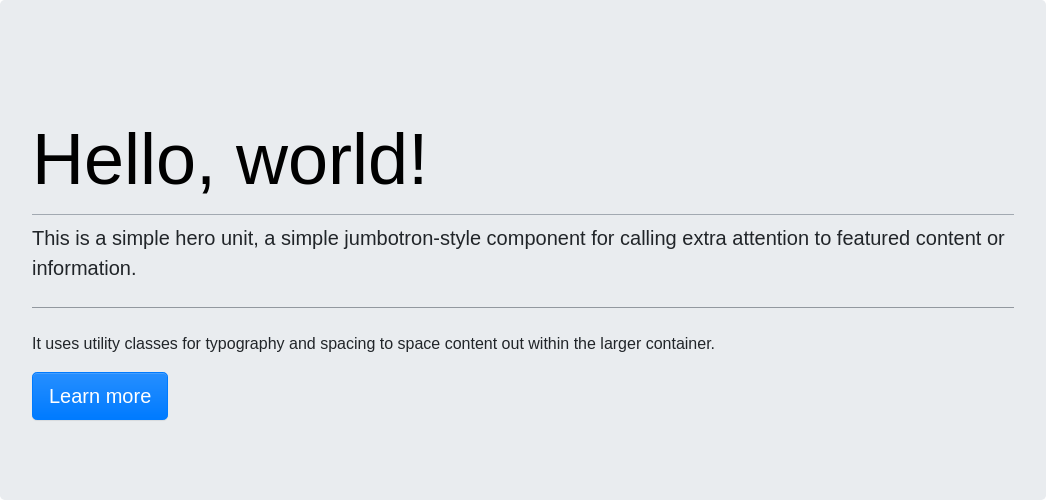 Hello, world!
This is a simple hero unit, a simple jumbotron-style component for calling extra attention to featured content or
information.
It uses utility classes for typography and spacing to space content out within the larger container.
Learn more